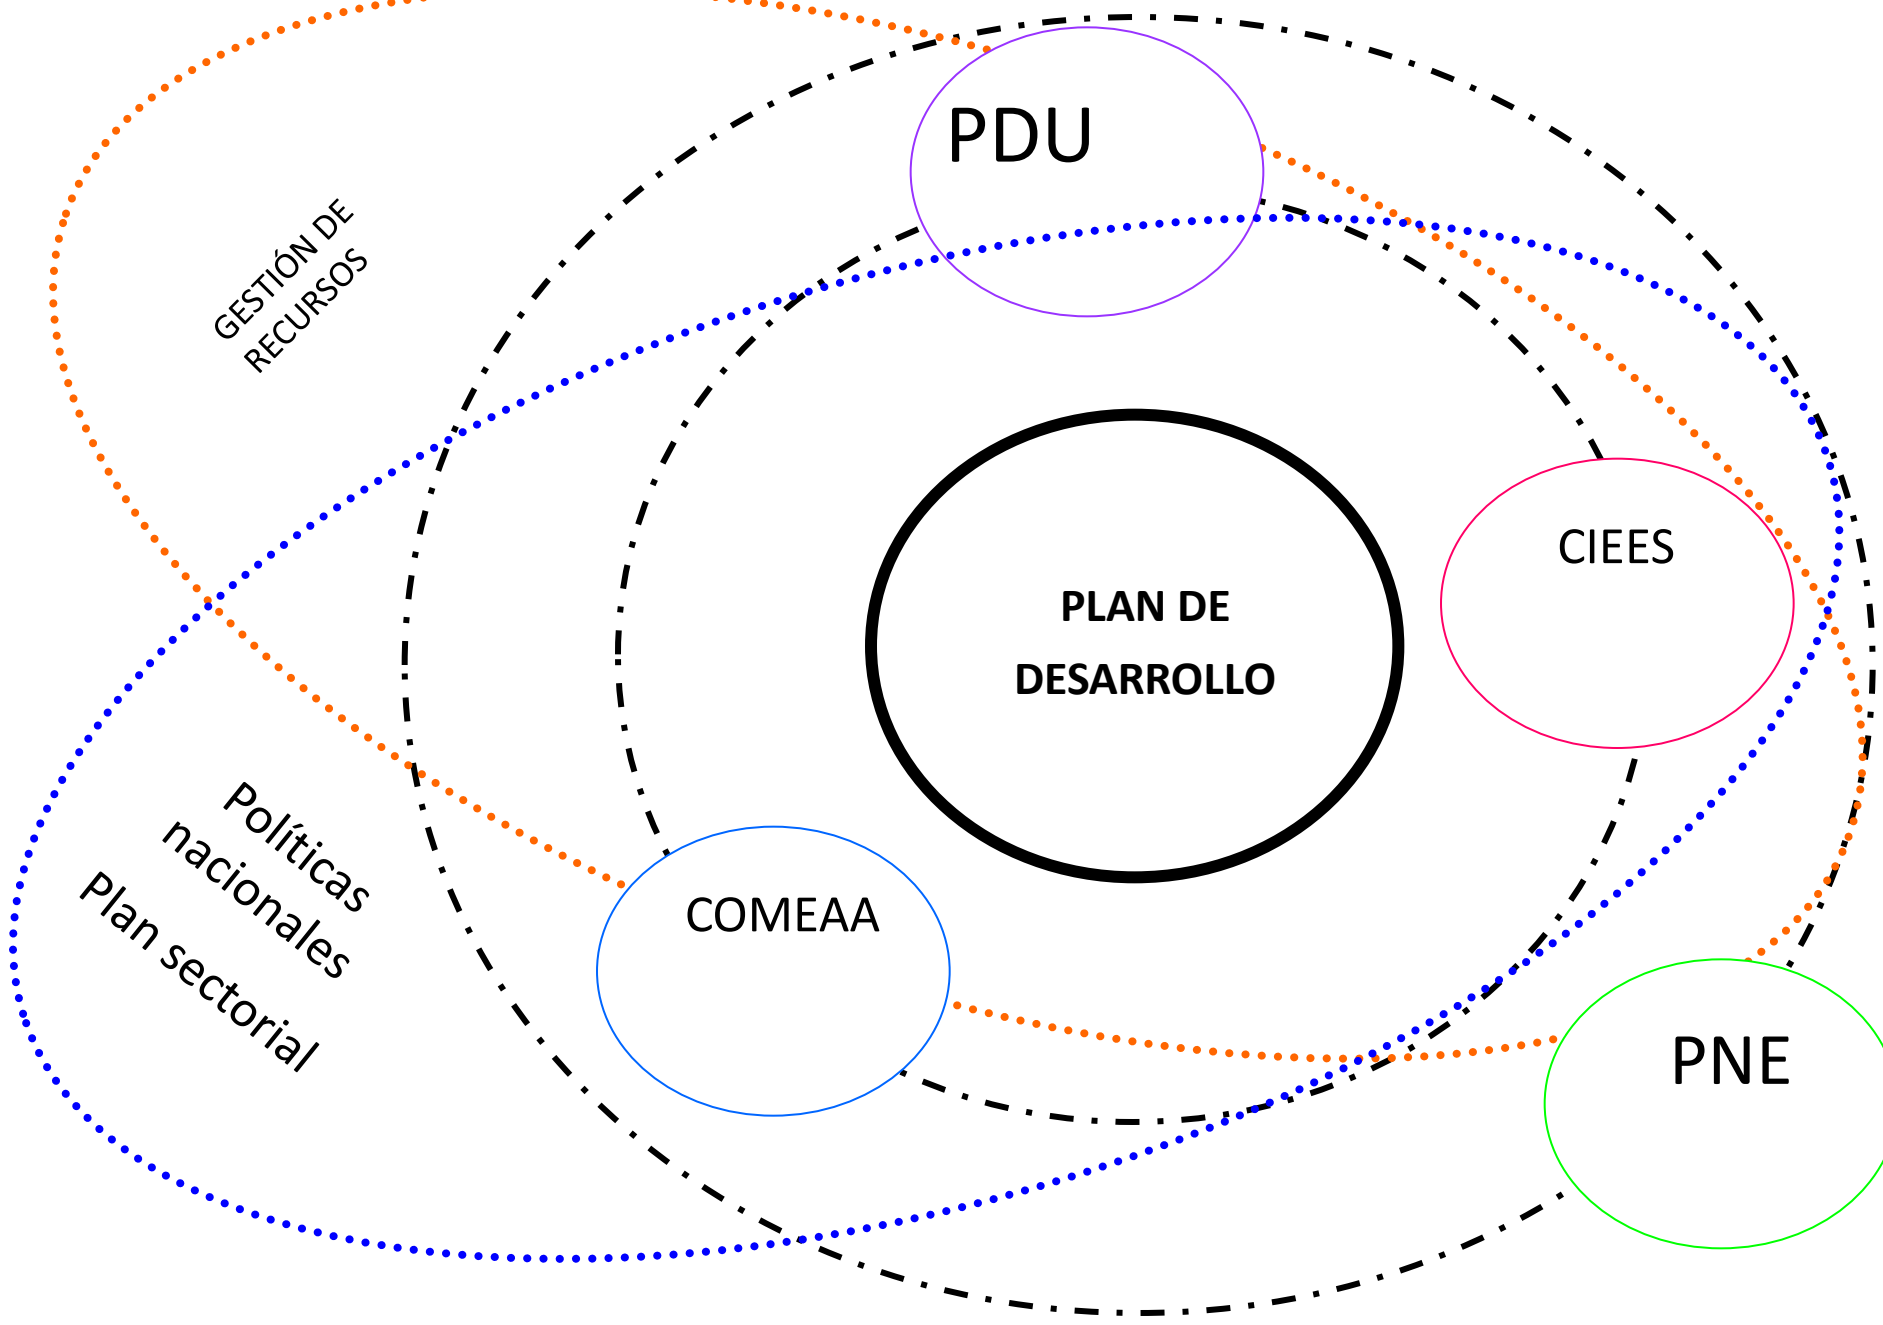 PDU
GESTIÓN DE
RECURSOS
CIEES
PLAN DE
DESARROLLO
Políticas
nacionales
Plan sectorial
COMEAA
PNE